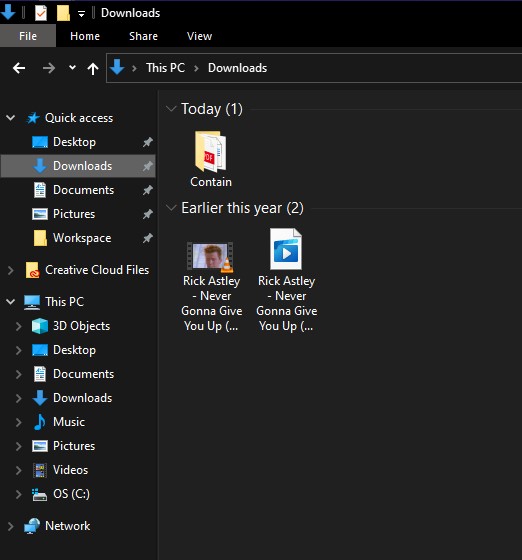 Downloads
File Home Share View
This PC > Downloads
Quick access
Desktop
Downloads
Documents
Pictures
Workspace
Creative Cloud Files
This PC
3D Objects
Desktop
Documents
Downloads
Music
Pictures
Videos
OS (C:)
Network
Today (1)
PDF
Contain
Earlier this year (2)
Rick Astley
- Never
Gonna Give
You Up (...
Rick Astley
- Never
Gonna Give
You Up (...